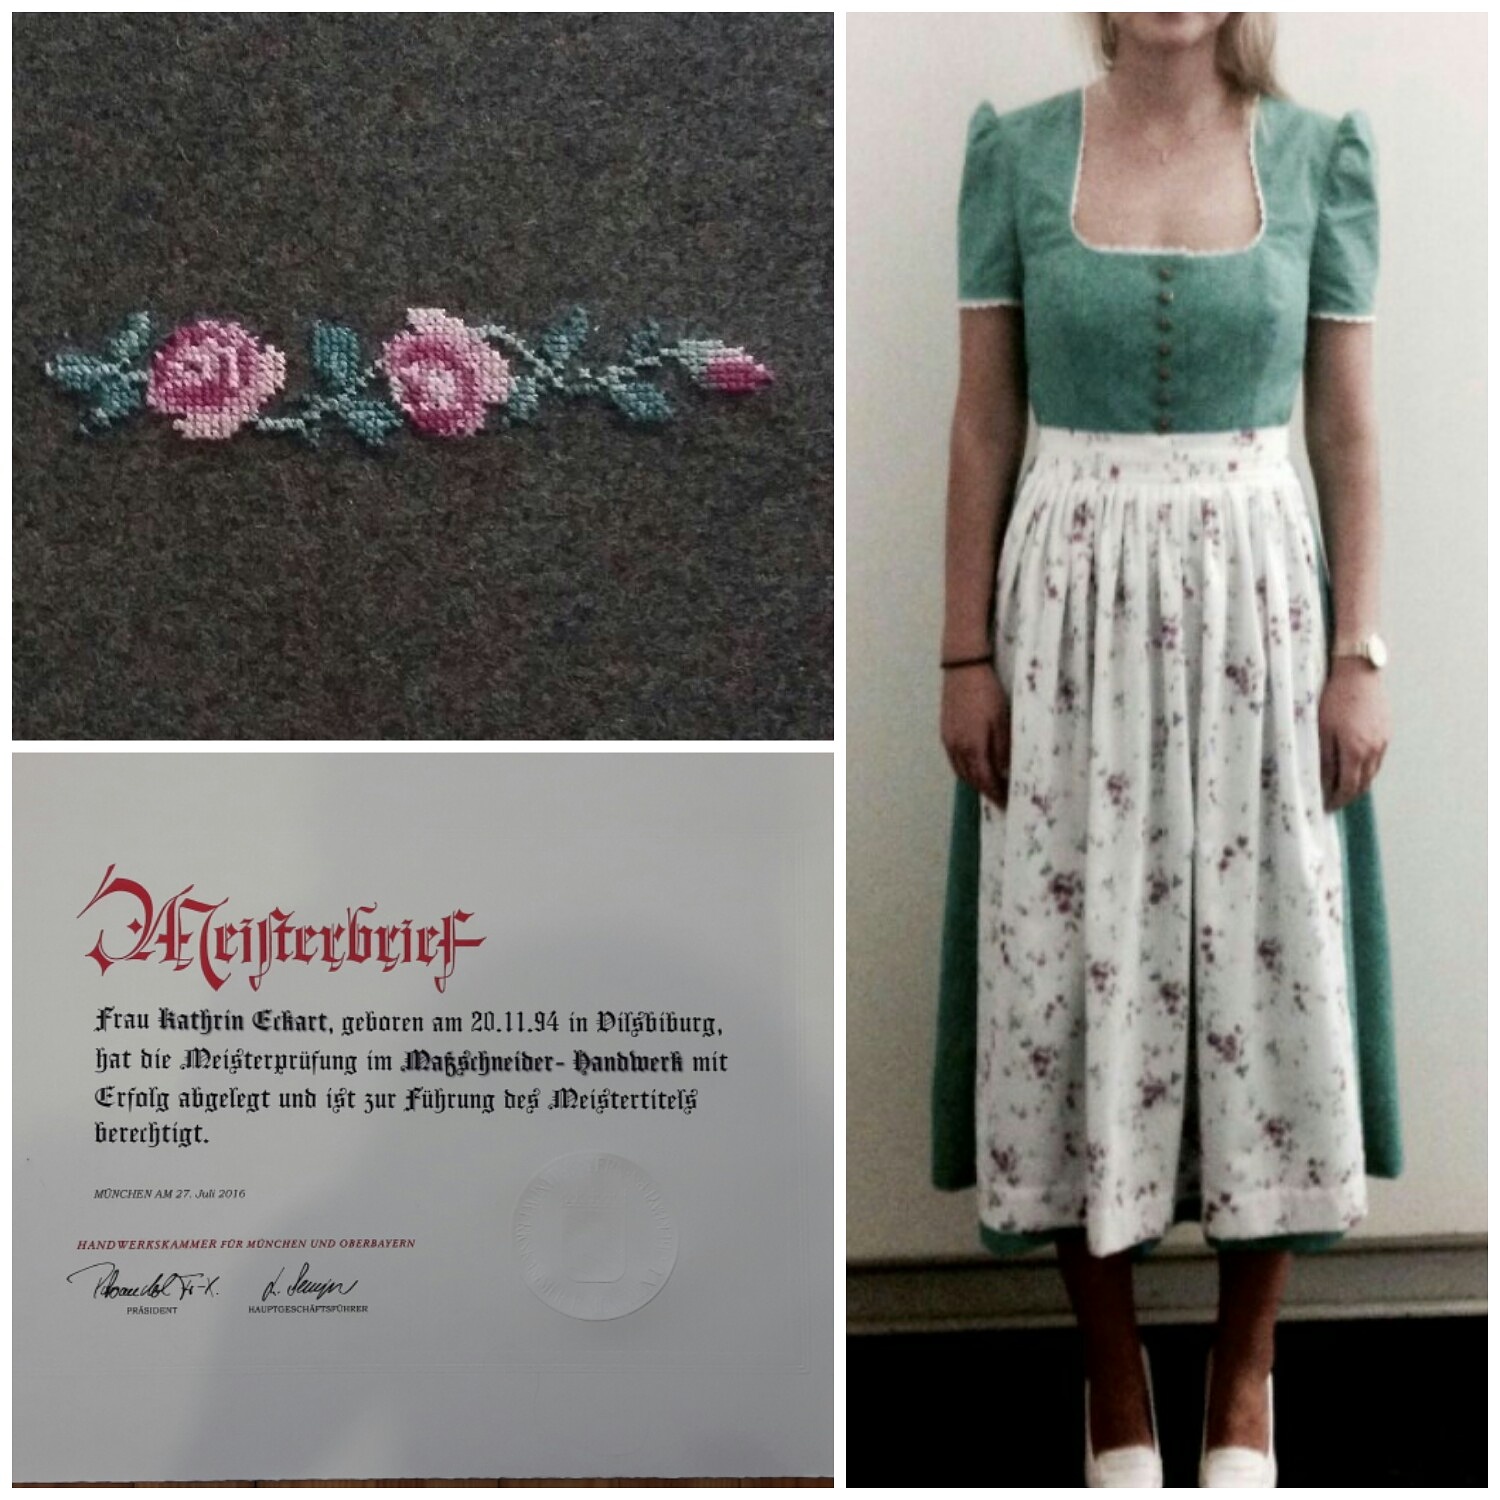 Meisterbrief
Frau Kathrin Eckart, geboren am 20.11.94 in Vilsbiburg,
hat die Meisterprüfung im Maßschneider- Handwerk mit
Erfolg abgelegt und ist zur Führung des Meistertitels
berechtigt.
MÜNCHEN AM 27. Juli 2016
HANDWERKSKAMMER FÜR MÜNCHEN UND OBERBAYERN
PRÄSIDENT HAUPTGESCHÄFTSFÜHRER